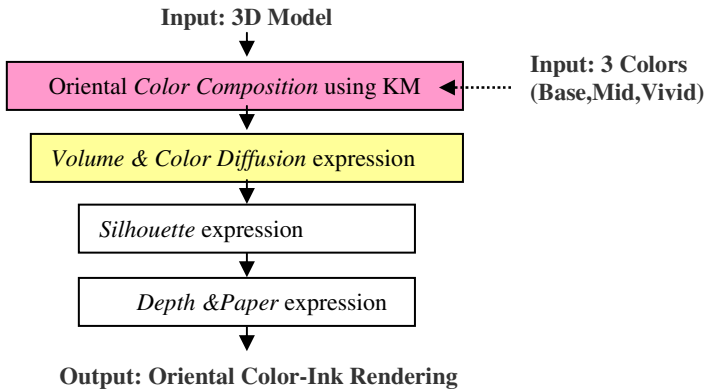 Input: 3D Model
Oriental Color Composition using KM
Input: 3 Colors
(Base,Mid,Vivid)
Volume & Color Diffusion expression
Silhouette expression
Depth &Paper expression
Output: Oriental Color-Ink Rendering